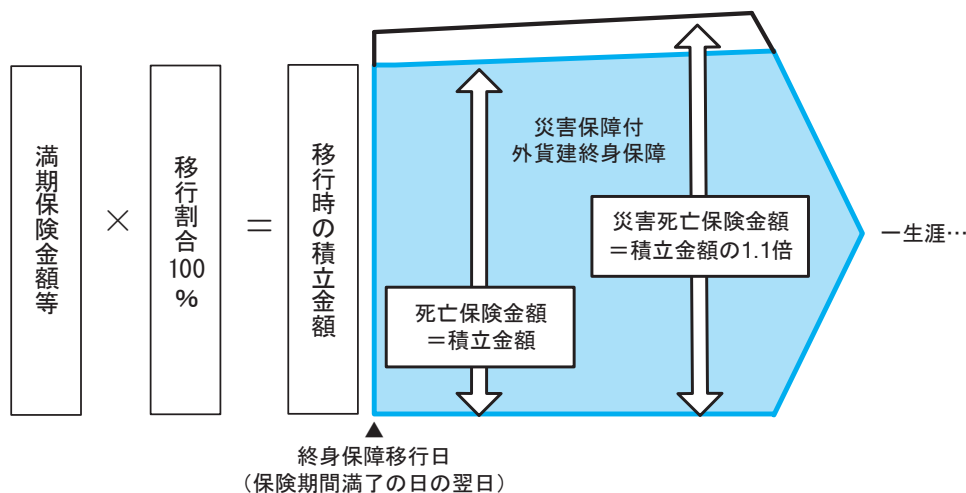 満期保険金額等
×
移行割合100%
＝
移行時の積立金額
災害保障付
外貨建終身保障
災害死亡保険金額
＝積立金額の1.1倍
死亡保険金額
＝積立金額
一生涯…
▲
終身保障移行日
（保険期間満了の日の翌日）